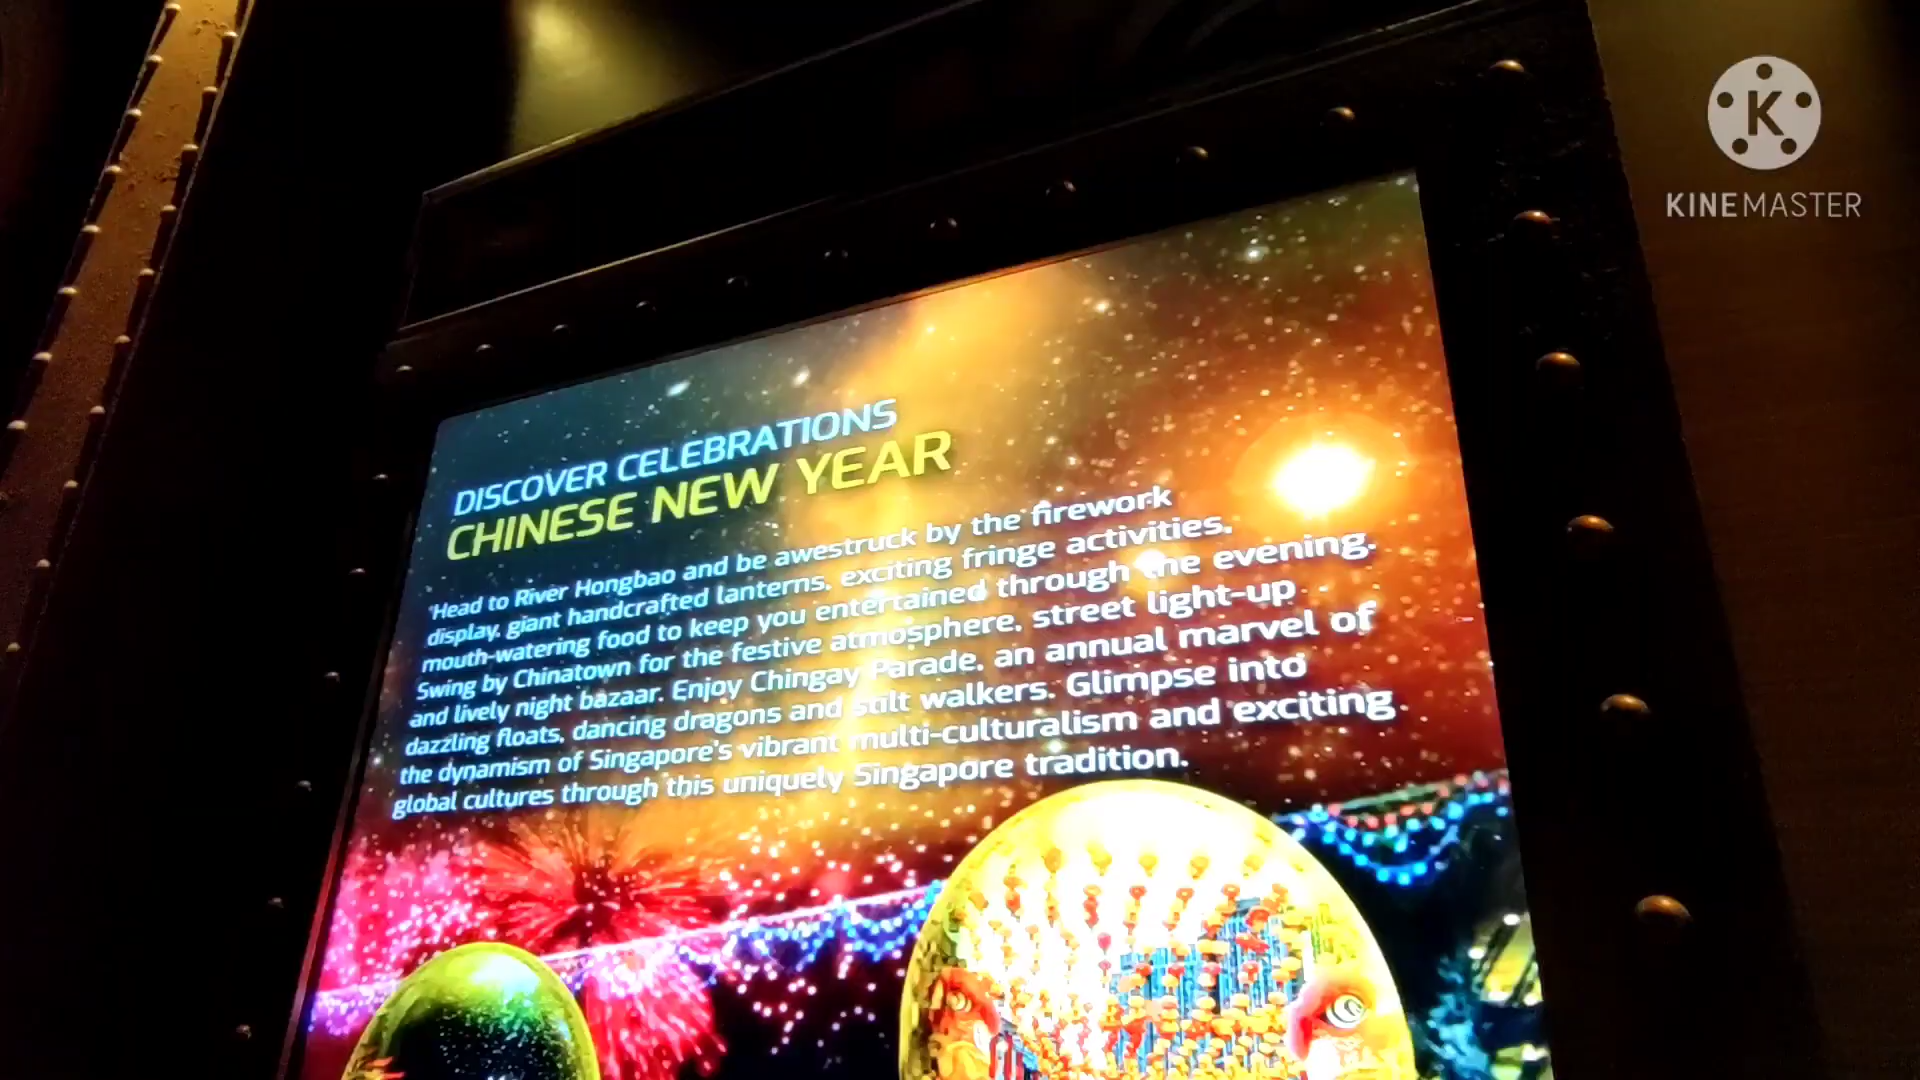 K
KINEMASTER
DISCOVER CELEBRATIONS
CHINESE NEW YEAR
'Head to River Hongbao and be awestruck by the firework
display, giant handcrafted lanterns, exciting fringe activities,
mouth-watering food to keep you entertained through the evening.
Swing by Chinatown for the festive atmosphere, street light-up
and lively night bazaar. Enjoy Chingay Parade, an annual marvel of
dazzling floats, dancing dragons and stilt walkers. Glimpse into
the dynamism of Singapore's vibrant multi-culturalism and exciting
global cultures through this uniquely Singapore tradition.